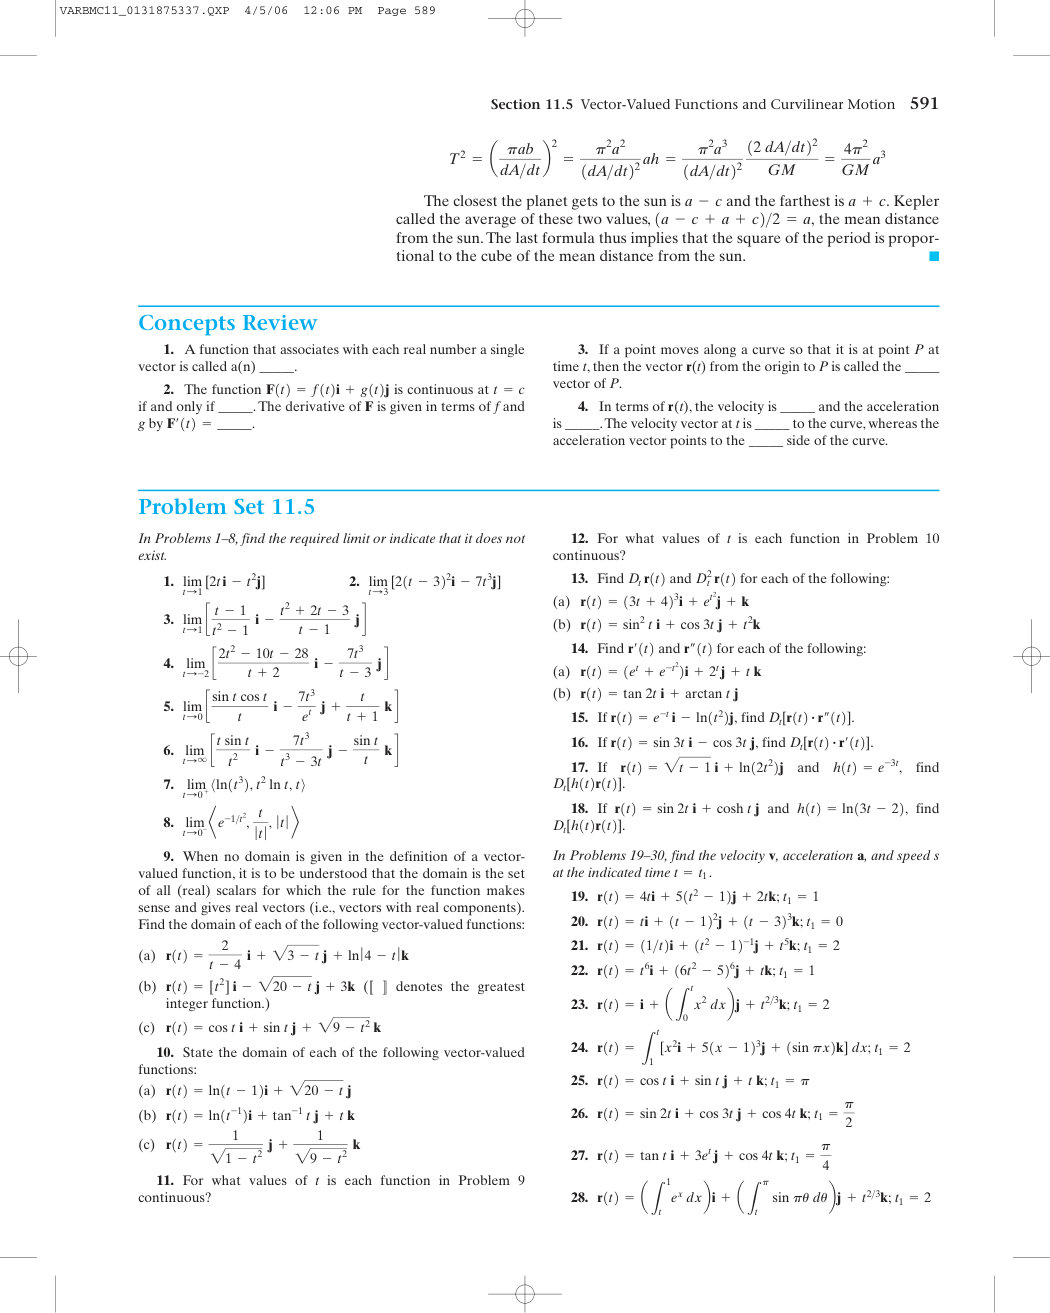 VARBMC11_0131875337.QXP 4/5/06 12:06 PM Page 589
Section 11.5 Vector-Valued Functions and Curvilinear Motion 591
T² = (πab / dA/dt)² = π²a² / (dA/dt)² ah = π²a³ / (dA/dt)² (2 dA/dt)² / GM = 4π² / GM a³
The closest the planet gets to the sun is a − c and the farthest is a + c. Kepler
called the average of these two values, (a − c + a + c)/2 = a, the mean distance
from the sun. The last formula thus implies that the square of the period is propor-
tional to the cube of the mean distance from the sun.
Concepts Review
1. A function that associates with each real number a single
vector is called a(n) _____.
2. The function F(t) = f(t)i + g(t)j is continuous at t = c
if and only if _____. The derivative of F is given in terms of f and
g by F′(t) = _____.
3. If a point moves along a curve so that it is at point P at
time t, then the vector r(t) from the origin to P is called the _____
vector of P.
4. In terms of r(t), the velocity is _____ and the acceleration
is _____. The velocity vector at t is _____ to the curve, whereas the
acceleration vector points to the _____ side of the curve.
Problem Set 11.5
In Problems 1–8, find the required limit or indicate that it does not
exist.
1. lim t→1 [2ti − t²j] 2. lim t→3 [2(t − 3)²i − 7t³j]
3. lim t→1 [(t − 1)/(t² − 1) i − (t² + 2t − 3)/(t − 1) j]
4. lim t→−2 [(2t² − 10t − 28)/(t + 2) i − 7t³/(t − 3) j]
5. lim t→0 [sin t cos t / t i − 7t³/eᵗ j + t/(t + 1) k]
6. lim t→∞ [t sin t / t² i − 7t³/(t³ − 3t) j − sin t / t k]
7. lim t→0⁺ ⟨ln(t³), t² ln t, t⟩
8. lim t→0⁻ ⟨e^(−1/t²), t/|t|, |t|⟩
9. When no domain is given in the definition of a vector-
valued function, it is to be understood that the domain is the set
of all (real) scalars for which the rule for the function makes
sense and gives real vectors (i.e., vectors with real components).
Find the domain of each of the following vector-valued functions:
(a) r(t) = 2/(t − 4) i + √(3 − t) j + ln|4 − t|k
(b) r(t) = ⟦t²⟧ i − √(20 − t) j + 3k (⟦ ⟧ denotes the greatest
integer function.)
(c) r(t) = cos t i + sin t j + √(9 − t²) k
10. State the domain of each of the following vector-valued
functions:
(a) r(t) = ln(t − 1)i + √(20 − t) j
(b) r(t) = ln(t⁻¹)i + tan⁻¹ t j + t k
(c) r(t) = 1/√(1 − t²) j + 1/√(9 − t²) k
11. For what values of t is each function in Problem 9
continuous?
12. For what values of t is each function in Problem 10
continuous?
13. Find Dₜ r(t) and Dₜ² r(t) for each of the following:
(a) r(t) = (3t + 4)³i + e^(t²)j + k
(b) r(t) = sin² t i + cos 3t j + t²k
14. Find r′(t) and r″(t) for each of the following:
(a) r(t) = (eᵗ + e^(−t²))i + 2ᵗj + t k
(b) r(t) = tan 2t i + arctan t j
15. If r(t) = e⁻ᵗ i − ln(t²)j, find Dₜ[r(t) · r″(t)].
16. If r(t) = sin 3t i − cos 3t j, find Dₜ[r(t) · r′(t)].
17. If r(t) = √(t − 1) i + ln(2t²)j and h(t) = e⁻³ᵗ, find
Dₜ[h(t)r(t)].
18. If r(t) = sin 2t i + cosh t j and h(t) = ln(3t − 2), find
Dₜ[h(t)r(t)].
In Problems 19–30, find the velocity v, acceleration a, and speed s
at the indicated time t = t₁.
19. r(t) = 4ti + 5(t² − 1)j + 2tk; t₁ = 1
20. r(t) = ti + (t − 1)²j + (t − 3)³k; t₁ = 0
21. r(t) = (1/t)i + (t² − 1)⁻¹j + t⁵k; t₁ = 2
22. r(t) = t⁶i + (6t² − 5)⁶j + tk; t₁ = 1
23. r(t) = i + (∫₀ᵗ x² dx)j + t^(2/3)k; t₁ = 2
24. r(t) = ∫₁ᵗ [x²i + 5(x − 1)³j + (sin πx)k] dx; t₁ = 2
25. r(t) = cos t i + sin t j + t k; t₁ = π
26. r(t) = sin 2t i + cos 3t j + cos 4t k; t₁ = π/2
27. r(t) = tan t i + 3eᵗ j + cos 4t k; t₁ = π/4
28. r(t) = (∫ₜ¹ eˣ dx)i + (∫ₜ^π sin πθ dθ)j + t^(2/3)k; t₁ = 2